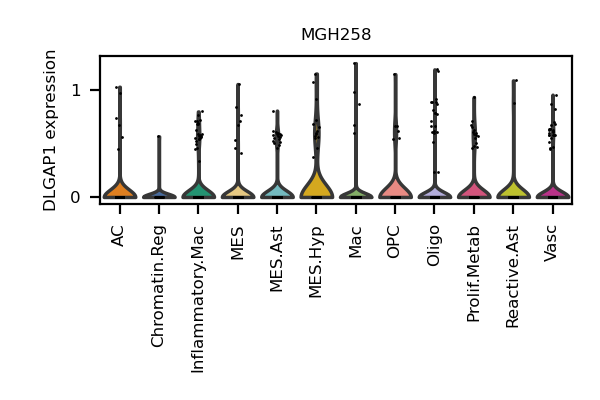 MGH258
DLGAP1 expression
1
0
AC
Chromatin.Reg
Inflammatory.Mac
MES
MES.Ast
MES.Hyp
Mac
OPC
Oligo
Prolif.Metab
Reactive.Ast
Vasc